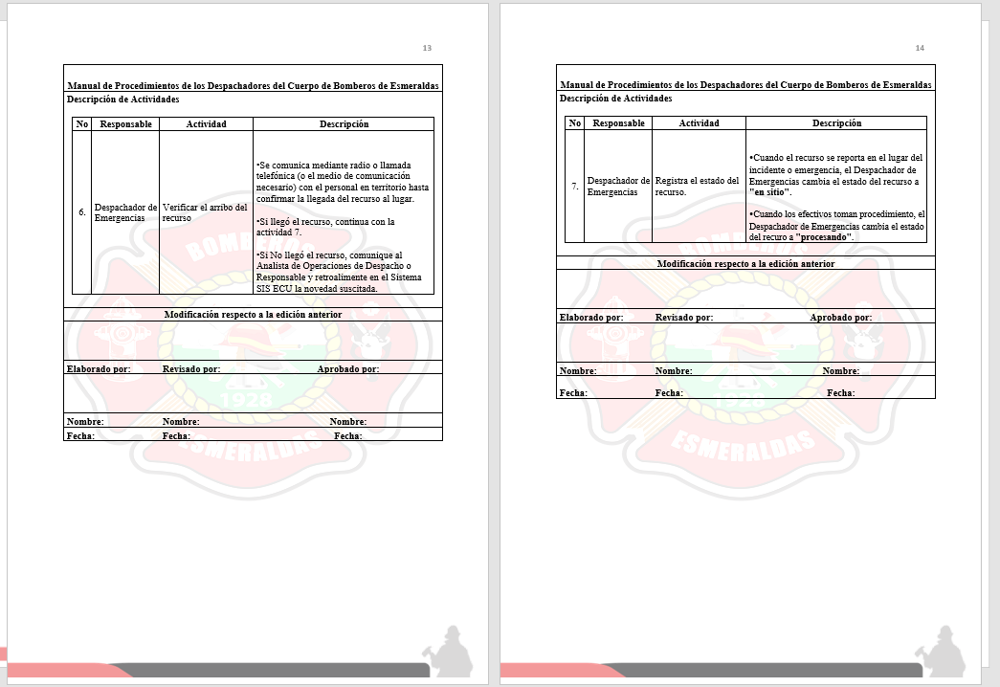 13
Manual de Procedimientos de los Despachadores del Cuerpo de Bomberos de Esmeraldas
Descripción de Actividades
No Responsable Actividad Descripción
6.
Despachador de
Emergencias
Verificar el arribo del
recurso
•Se comunica mediante radio o llamada
telefónica (o el medio de comunicación
necesario) con el personal en territorio hasta
confirmar la llegada del recurso al lugar.
•Si llegó el recurso, continua con la
actividad 7.
•Si No llegó el recurso, comunique al
Analista de Operaciones de Despacho o
Responsable y retroalimente en el Sistema
SIS ECU la novedad suscitada.
Modificación respecto a la edición anterior
Elaborado por: Revisado por: Aprobado por:
Nombre: Nombre: Nombre:
Fecha: Fecha: Fecha:
BOMBEROS
1928
ESMERALDAS
14
Manual de Procedimientos de los Despachadores del Cuerpo de Bomberos de Esmeraldas
Descripción de Actividades
No Responsable Actividad Descripción
7.
Despachador de
Emergencias
Registra el estado del
recurso.
•Cuando el recurso se reporta en el lugar del
incidente o emergencia, el Despachador de
Emergencias cambia el estado del recurso a
"en sitio".
•Cuando los efectivos toman procedimiento, el
Despachador de Emergencias cambia el estado
del recuro a "procesando".
Modificación respecto a la edición anterior
Elaborado por: Revisado por: Aprobado por:
Nombre: Nombre: Nombre:
Fecha: Fecha: Fecha:
BOMBEROS
1928
ESMERALDAS